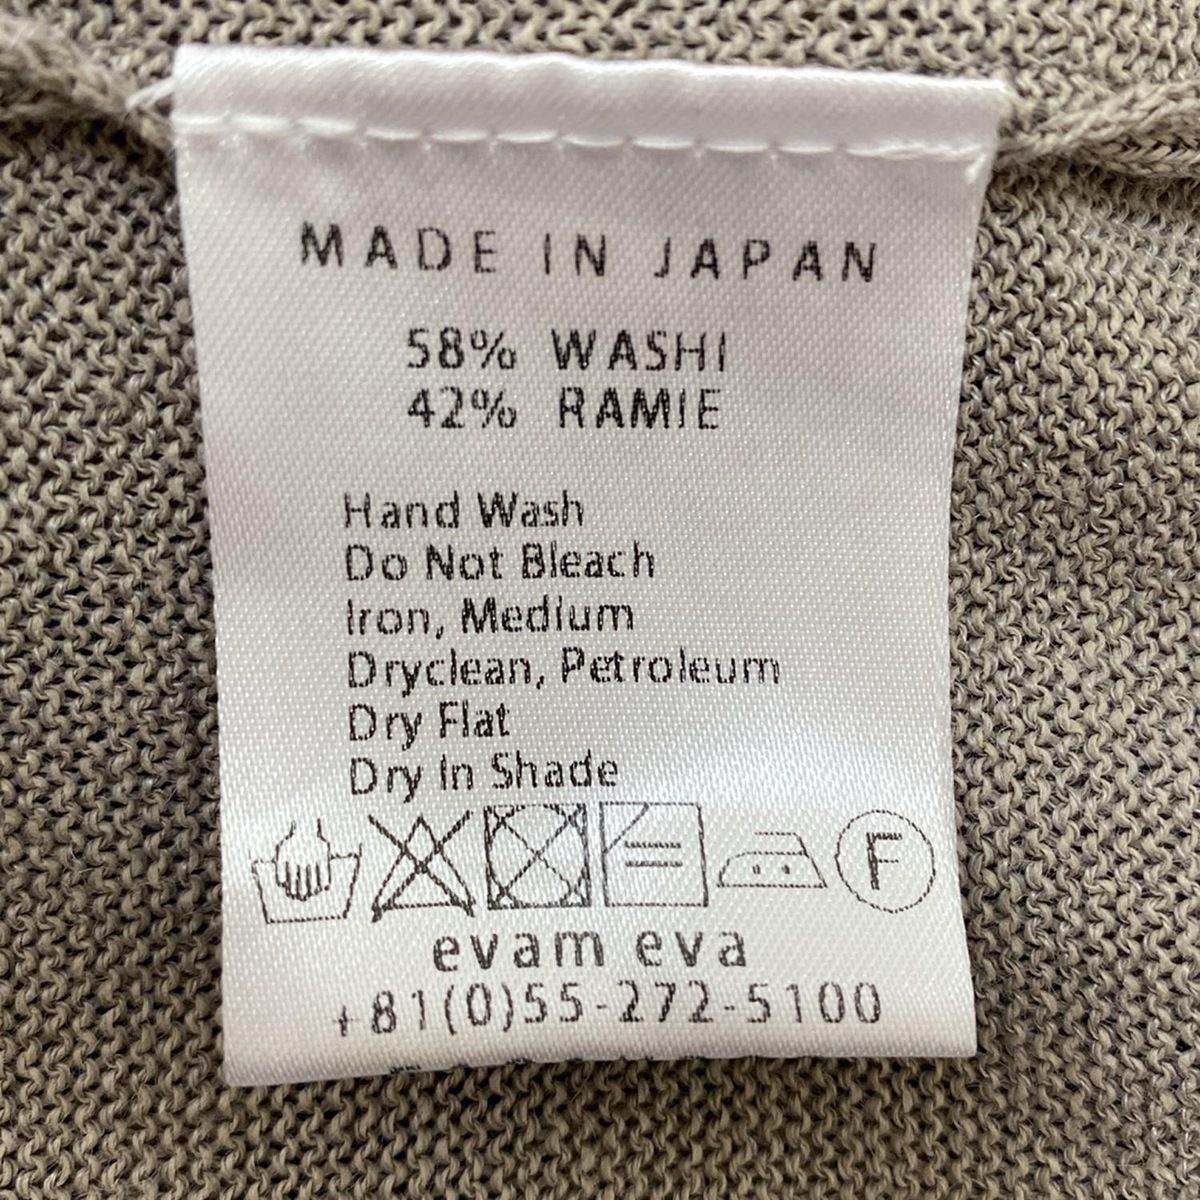 MADE IN JAPAN
58% WASHI
42% RAMIE
Hand Wash
Do Not Bleach
Iron, Medium
Dryclean, Petroleum
Dry Flat
Dry In Shade
F
evam eva
+81(0)55-272-5100